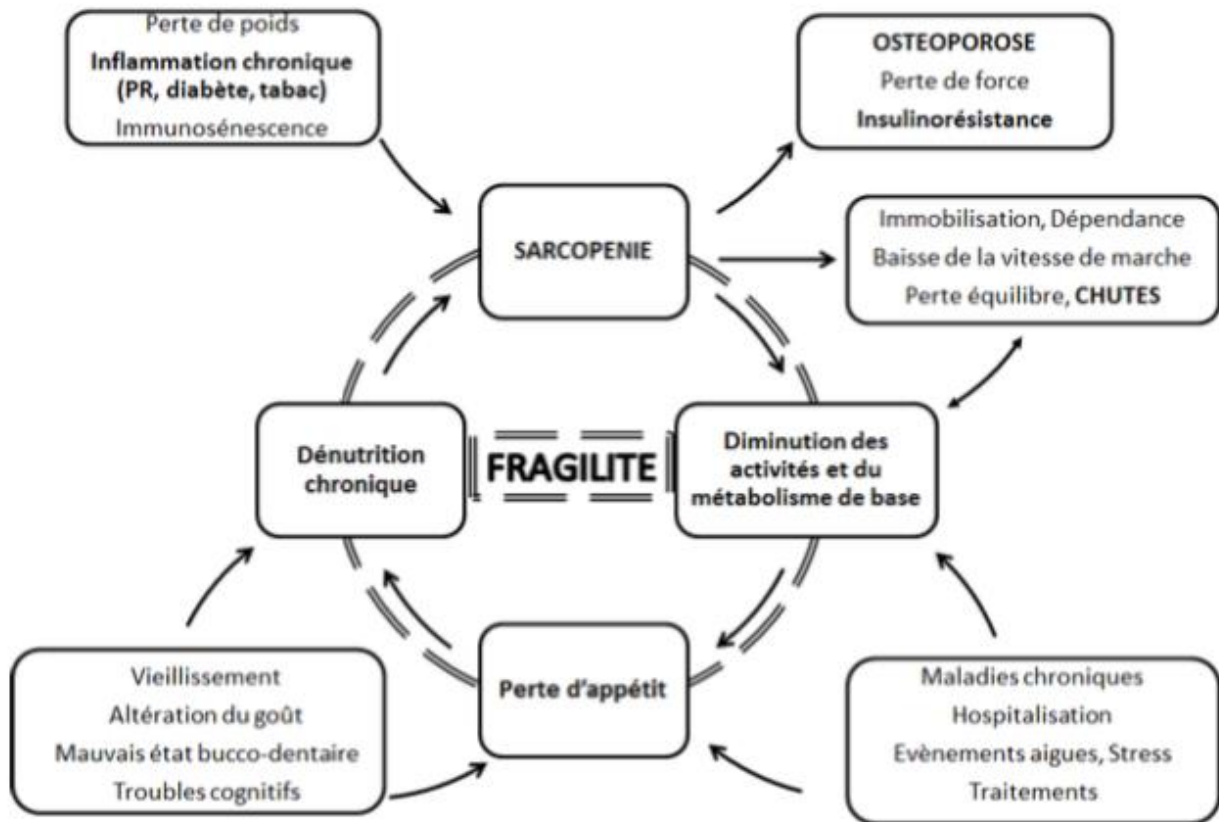 Perte de poids
Inflammation chronique
(PR, diabète, tabac)
Immunosénescence
OSTEOPOROSE
Perte de force
Insulinorésistance
SARCOPENIE
Immobilisation, Dépendance
Baisse de la vitesse de marche
Perte équilibre, CHUTES
Dénutrition
chronique
FRAGILITE
Diminution des
activités et du
métabolisme de base
Perte d'appétit
Vieillissement
Altération du goût
Mauvais état bucco-dentaire
Troubles cognitifs
Maladies chroniques
Hospitalisation
Evènements aigues, Stress
Traitements